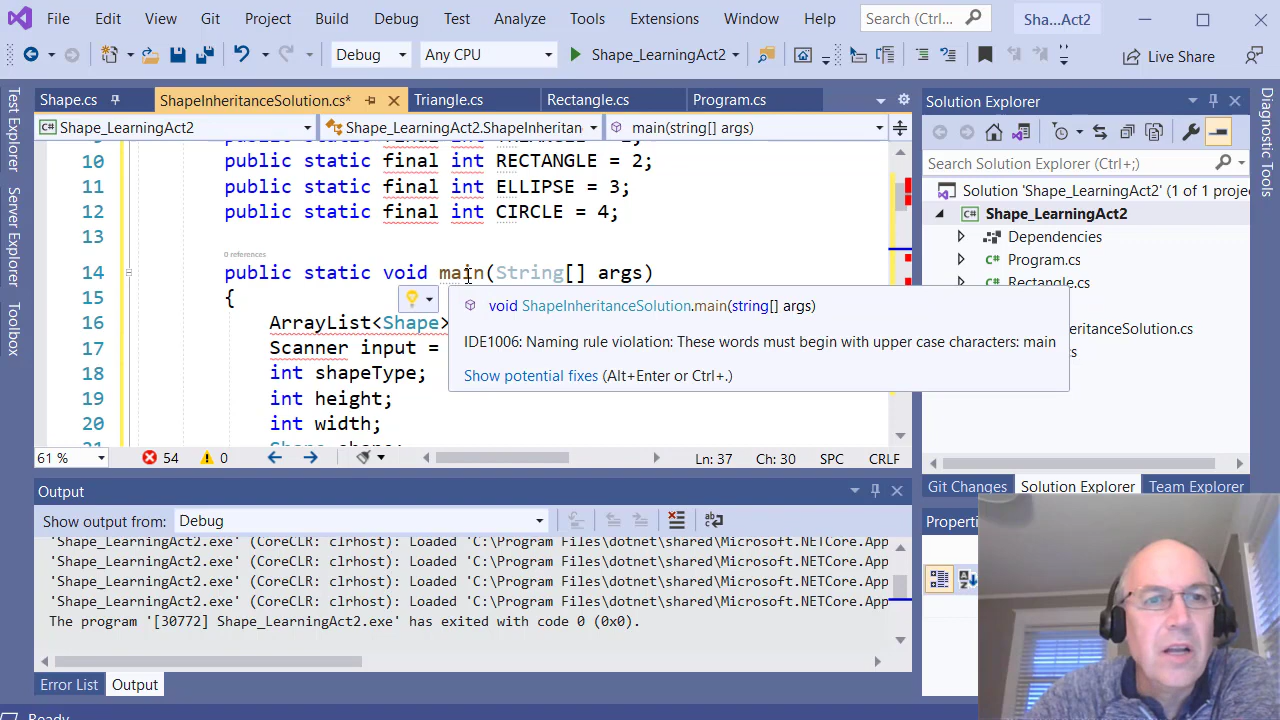 File Edit View Git Project Build Debug Test Analyze Tools Extensions Window Help Search (Ctrl+;) Sha...Act2
Debug Any CPU Shape_LearningAct2 Live Share
Test Explorer
Server Explorer
Toolbox
Shape.cs ShapeInheritanceSolution.cs* Triangle.cs Rectangle.cs Program.cs
Shape_LearningAct2 Shape_LearningAct2.ShapeInheritan main(string[] args)
10 public static final int RECTANGLE = 2;
11 public static final int ELLIPSE = 3;
12 public static final int CIRCLE = 4;
13
0 references
14 public static void main(String[] args)
15 {
16 ArrayList<Shape>
17 Scanner input =
18 int shapeType;
19 int height;
20 int width;
void ShapeInheritanceSolution.main(string[] args)
IDE1006: Naming rule violation: These words must begin with upper case characters: main
Show potential fixes (Alt+Enter or Ctrl+.)
61 % 54 0 Ln: 37 Ch: 30 SPC CRLF
Output
Show output from: Debug
'Shape_LearningAct2.exe' (CoreCLR: clrhost): Loaded 'C:\Program Files\dotnet\shared\Microsoft.NETCore.App
'Shape_LearningAct2.exe' (CoreCLR: clrhost): Loaded 'C:\Program Files\dotnet\shared\Microsoft.NETCore.App
'Shape_LearningAct2.exe' (CoreCLR: clrhost): Loaded 'C:\Program Files\dotnet\shared\Microsoft.NETCore.App
'Shape_LearningAct2.exe' (CoreCLR: clrhost): Loaded 'C:\Program Files\dotnet\shared\Microsoft.NETCore.App
The program '[30772] Shape_LearningAct2.exe' has exited with code 0 (0x0).
Error List Output
Ready
Solution Explorer
Search Solution Explorer (Ctrl+;)
Solution 'Shape_LearningAct2' (1 of 1 proje
C# Shape_LearningAct2
Dependencies
Program.cs
Rectangle.cs
heritanceSolution.cs
Git Changes Solution Explorer Team Explorer
Properti
Diagnostic Tools